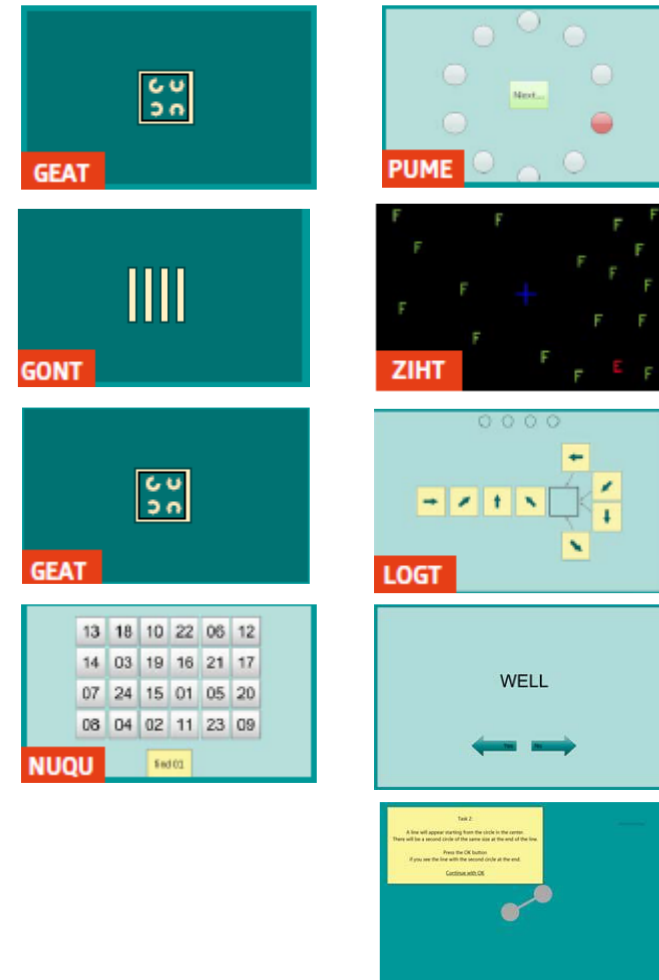 GEAT
Next...
PUME
GONT
F F F F
F F
F F F
F F
F F F
F
F
E
F F
ZIHT
GEAT
LOGT
13 18 10 22 06 12
14 03 19 16 21 17
07 24 15 01 05 20
08 04 02 11 23 09
find 01
NUQU
WELL
Yes No
Task 2:
A line will appear starting from the circle in the center.
There will be a second circle of the same size at the end of the line.
Press the OK button
if you see the line with the second circle at the end.
Continue with OK